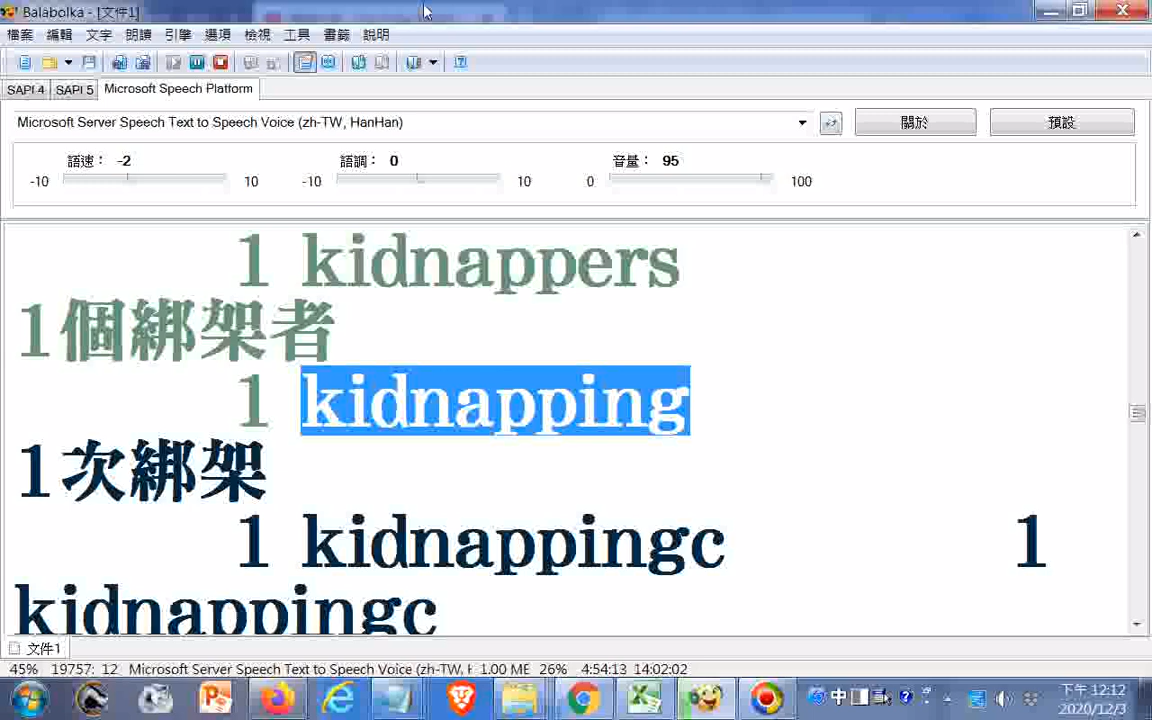 Balabolka - [文件1]
檔案 編輯 文字 朗讀 引擎 選項 檢視 工具 書籤 說明
SAPI 4 SAPI 5 Microsoft Speech Platform
Microsoft Server Speech Text to Speech Voice (zh-TW, HanHan) 關於 預設
語速： -2 語調： 0 音量： 95
-10 10 -10 10 0 100
1 kidnappers
1個綁架者
1 kidnapping
1次綁架
1 kidnappingc 1
kidnappingc
文件1
45% 19757: 12 Microsoft Server Speech Text to Speech Voice (zh-TW, 1.00 ME 26% 4:54:13 14:02:02
中 下午 12:12
2020/12/3